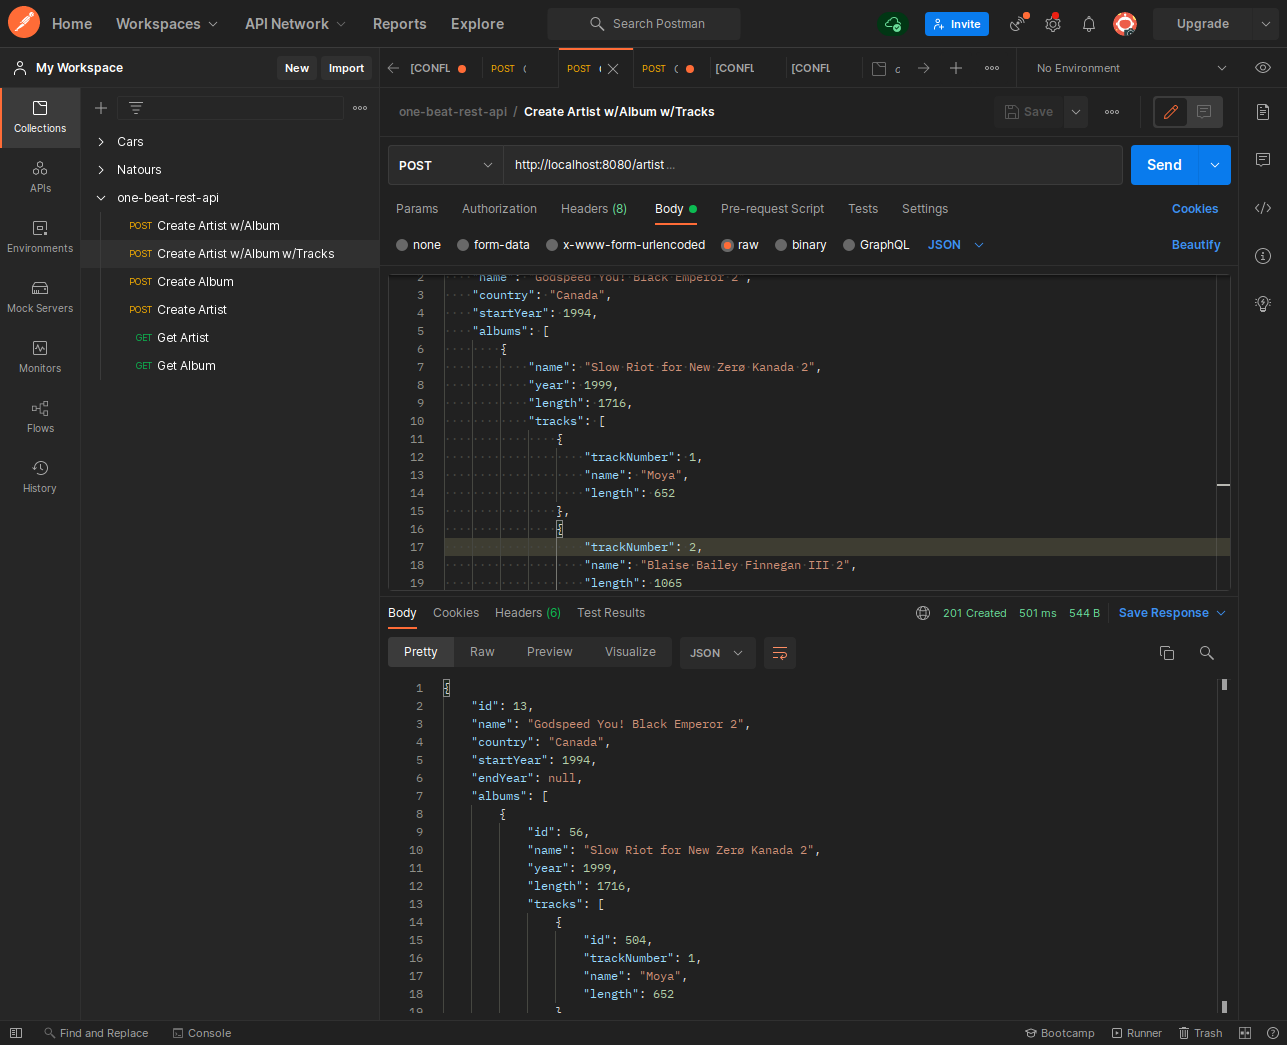 Home Workspaces API Network Reports Explore Search Postman Invite Upgrade
My Workspace New Import
[CONFL POST POST POST [CONFL [CONFL No Environment
Collections
APIs
Environments
Mock Servers
Monitors
Flows
History
Cars
Natours
one-beat-rest-api
POST Create Artist w/Album
POST Create Artist w/Album w/Tracks
POST Create Album
POST Create Artist
GET Get Artist
GET Get Album
one-beat-rest-api / Create Artist w/Album w/Tracks Save
POST http://localhost:8080/artist ... Send
Params Authorization Headers (8) Body Pre-request Script Tests Settings Cookies
none form-data x-www-form-urlencoded raw binary GraphQL JSON Beautify
2 "name": "Godspeed You! Black Emperor 2",
3 "country": "Canada",
4 "startYear": 1994,
5 "albums": [
6 {
7 "name": "Slow Riot for New Zerø Kanada 2",
8 "year": 1999,
9 "length": 1716,
10 "tracks": [
11 {
12 "trackNumber": 1,
13 "name": "Moya",
14 "length": 652
15 },
16 {
17 "trackNumber": 2,
18 "name": "Blaise Bailey Finnegan III 2",
19 "length": 1065
Body Cookies Headers (6) Test Results 201 Created 501 ms 544 B Save Response
Pretty Raw Preview Visualize JSON
1 {
2 "id": 13,
3 "name": "Godspeed You! Black Emperor 2",
4 "country": "Canada",
5 "startYear": 1994,
6 "endYear": null,
7 "albums": [
8 {
9 "id": 56,
10 "name": "Slow Riot for New Zerø Kanada 2",
11 "year": 1999,
12 "length": 1716,
13 "tracks": [
14 {
15 "id": 504,
16 "trackNumber": 1,
17 "name": "Moya",
18 "length": 652
19 }
Find and Replace Console Bootcamp Runner Trash